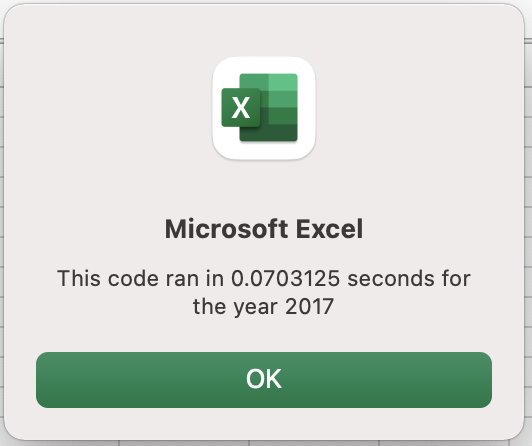 X
Microsoft Excel
This code ran in 0.0703125 seconds for
the year 2017
OK